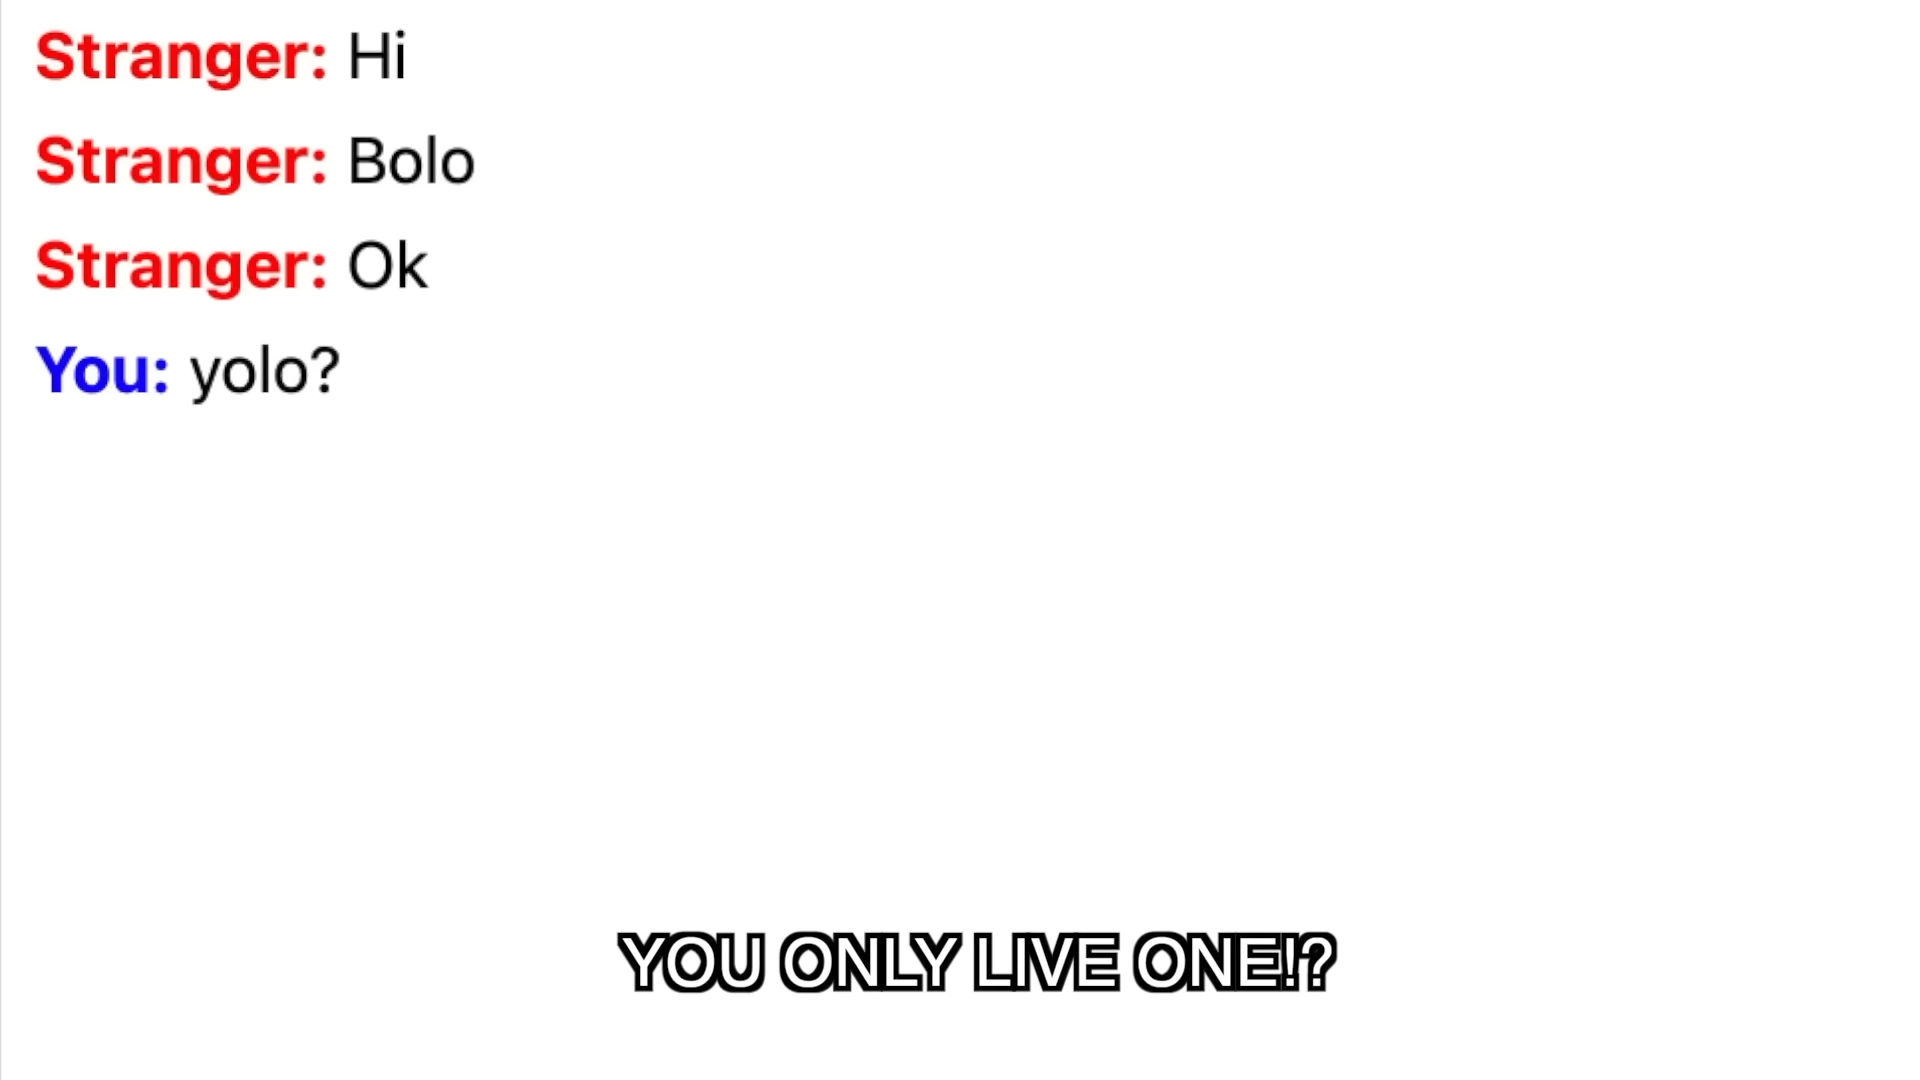 Stranger: Hi
Stranger: Bolo
Stranger: Ok
You: yolo?
YOU ONLY LIVE ONE!?